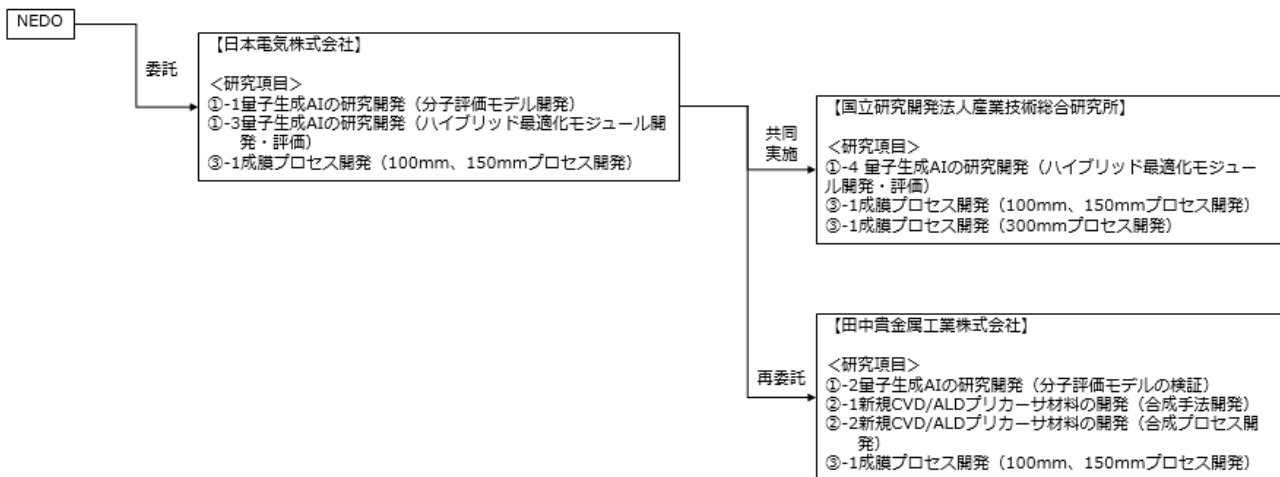 NEDO
委託
【日本電気株式会社】
＜研究項目＞
①-1量子生成AIの研究開発（分子評価モデル開発）
①-3量子生成AIの研究開発（ハイブリッド最適化モジュール開
発・評価）
③-1成膜プロセス開発（100mm、150mmプロセス開発）
共同
実施
【国立研究開発法人産業技術総合研究所】
＜研究項目＞
①-4 量子生成AIの研究開発（ハイブリッド最適化モジュー
ル開発・評価）
③-1成膜プロセス開発（100mm、150mmプロセス開発）
③-1成膜プロセス開発（300mmプロセス開発）
再委託
【田中貴金属工業株式会社】
＜研究項目＞
①-2量子生成AIの研究開発（分子評価モデルの検証）
②-1新規CVD/ALDプリカーサ材料の開発（合成手法開発）
②-2新規CVD/ALDプリカーサ材料の開発（合成プロセス開
発）
③-1成膜プロセス開発（100mm、150mmプロセス開発）